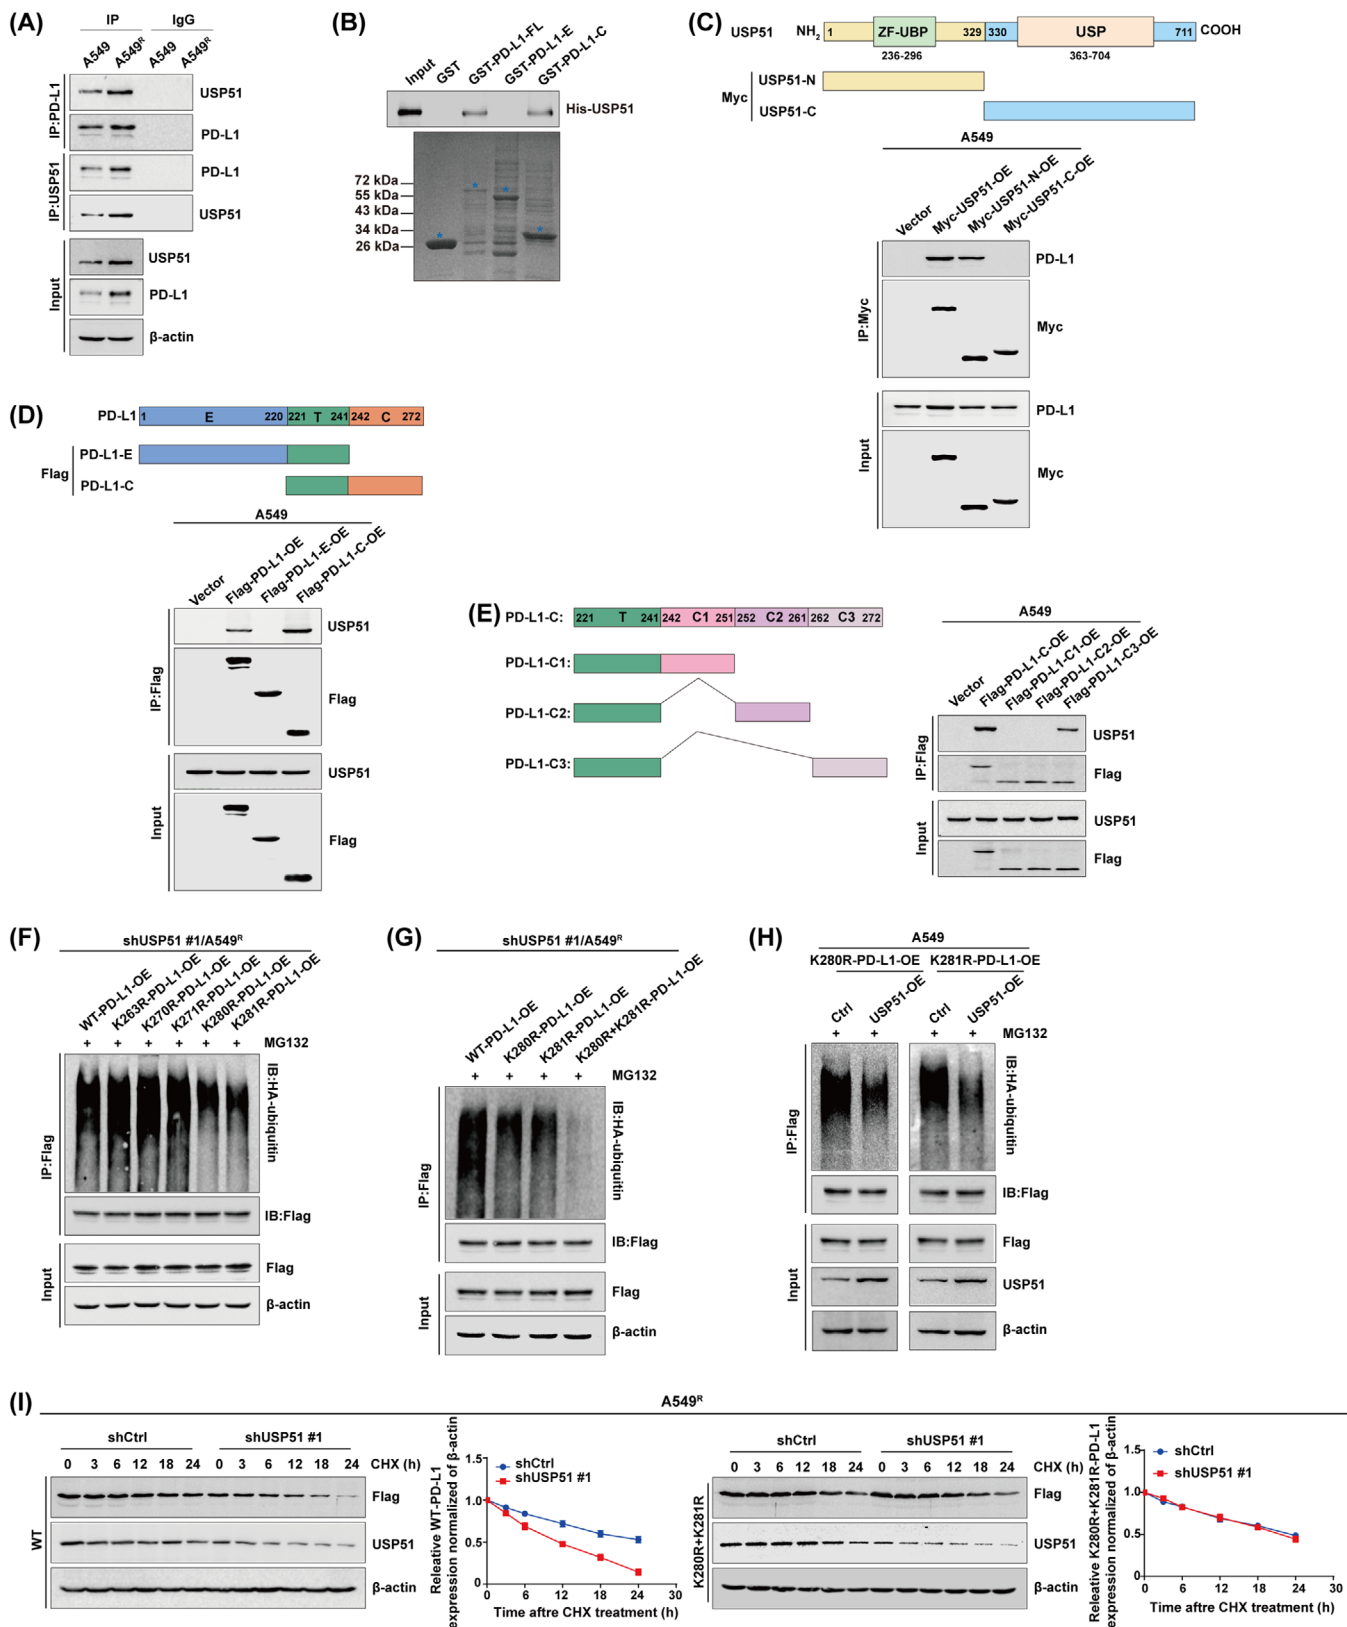 (A)
IP IgG
A549 A549R A549 A549R
IP:PD-L1
USP51
PD-L1
IP:USP51
PD-L1
USP51
Input
USP51
PD-L1
β-actin
(B)
Input GST GST-PD-L1-FL GST-PD-L1-E GST-PD-L1-C
His-USP51
72 kDa
55 kDa
43 kDa
34 kDa
26 kDa
* * * *
(C)
USP51 NH2 1 ZF-UBP 329 330 USP 711 COOH
236-296 363-704
Myc
USP51-N
USP51-C
A549
Vector Myc-USP51-OE Myc-USP51-N-OE Myc-USP51-C-OE
IP:Myc
PD-L1
Myc
Input
PD-L1
Myc
(D)
PD-L1 1 E 220 221 T 241 242 C 272
Flag
PD-L1-E
PD-L1-C
A549
Vector Flag-PD-L1-OE Flag-PD-L1-E-OE Flag-PD-L1-C-OE
IP:Flag
USP51
Flag
Input
USP51
Flag
(E)
PD-L1-C: 221 T 241 242 C1 251 252 C2 261 262 C3 272
PD-L1-C1:
PD-L1-C2:
PD-L1-C3:
A549
Vector Flag-PD-L1-C-OE Flag-PD-L1-C1-OE Flag-PD-L1-C2-OE Flag-PD-L1-C3-OE
IP:Flag
USP51
Flag
Input
USP51
Flag
(F)
shUSP51 #1/A549R
WT-PD-L1-OE K263R-PD-L1-OE K270R-PD-L1-OE K271R-PD-L1-OE K280R-PD-L1-OE K281R-PD-L1-OE
+ + + + + + MG132
IP:Flag
IB:HA-ubiquitin
IB:Flag
Input
Flag
β-actin
(G)
shUSP51 #1/A549R
WT-PD-L1-OE K280R-PD-L1-OE K281R-PD-L1-OE K280R+K281R-PD-L1-OE
+ + + + MG132
IP:Flag
IB:HA-ubiquitin
IB:Flag
Input
Flag
β-actin
(H)
A549
K280R-PD-L1-OE K281R-PD-L1-OE
Ctrl USP51-OE Ctrl USP51-OE
+ + + + MG132
IP:Flag
IB:HA-ubiquitin
IB:Flag
Input
Flag
USP51
β-actin
(I)
A549R
shCtrl shUSP51 #1
0 3 6 12 18 24 0 3 6 12 18 24 CHX (h)
WT
Flag
USP51
β-actin
Releative WT-PD-L1
expression normalized of β-actin
1.5
1.0
0.5
0.0
shCtrl
shUSP51 #1
0 6 12 18 24 30
Time aftre CHX treatment (h)
shCtrl shUSP51 #1
0 3 6 12 18 24 0 3 6 12 18 24 CHX (h)
K280R+K281R
Flag
USP51
β-actin
Releative K280R+K281R-PD-L1
expression normalized of β-actin
1.5
1.0
0.5
0.0
shCtrl
shUSP51 #1
0 6 12 18 24 30
Time aftre CHX treatment (h)